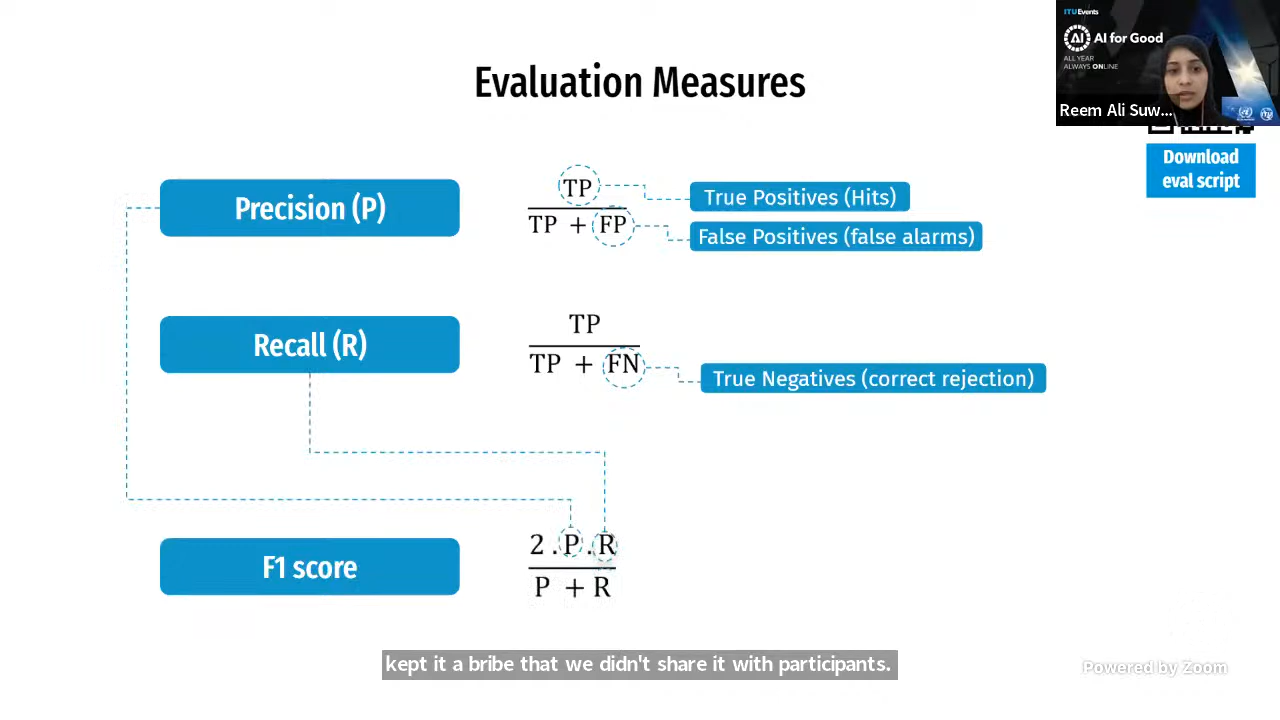 ITUEvents
AI for Good
ALL YEAR
ALWAYS ONLINE
Reem Ali Suw...
Evaluation Measures
Download
eval script
Precision (P)
TP
TP + FP
True Positives (Hits)
False Positives (false alarms)
Recall (R)
TP
TP + FN
True Negatives (correct rejection)
F1 score
2 . P . R
P + R
kept it a bribe that we didn't share it with participants.
Powered by Zoom